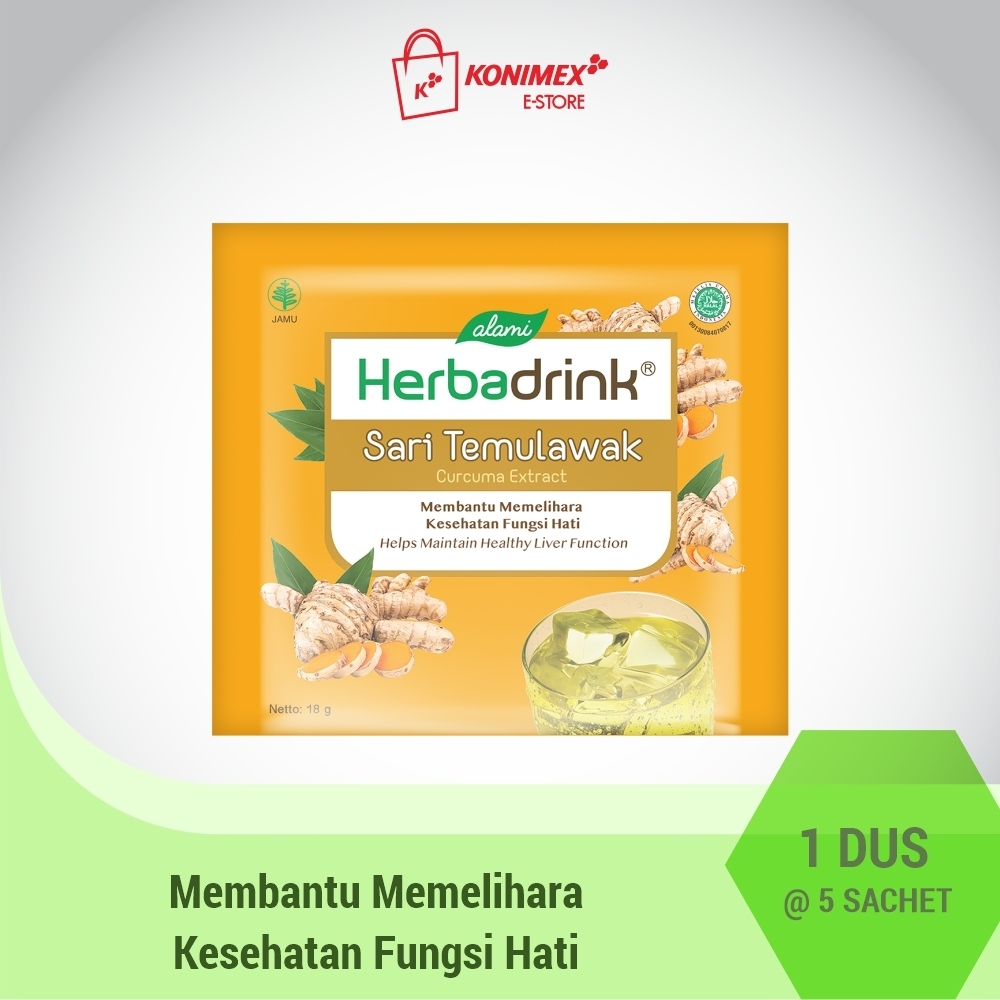 K
KONIMEX
E-STORE
JAMU
HALAL
alami
Herbadrink®
Sari Temulawak
Curcuma Extract
Membantu Memelihara
Kesehatan Fungsi Hati
Helps Maintain Healthy Liver Function
Netto: 18 g
Membantu Memelihara
Kesehatan Fungsi Hati
1 DUS
@ 5 SACHET